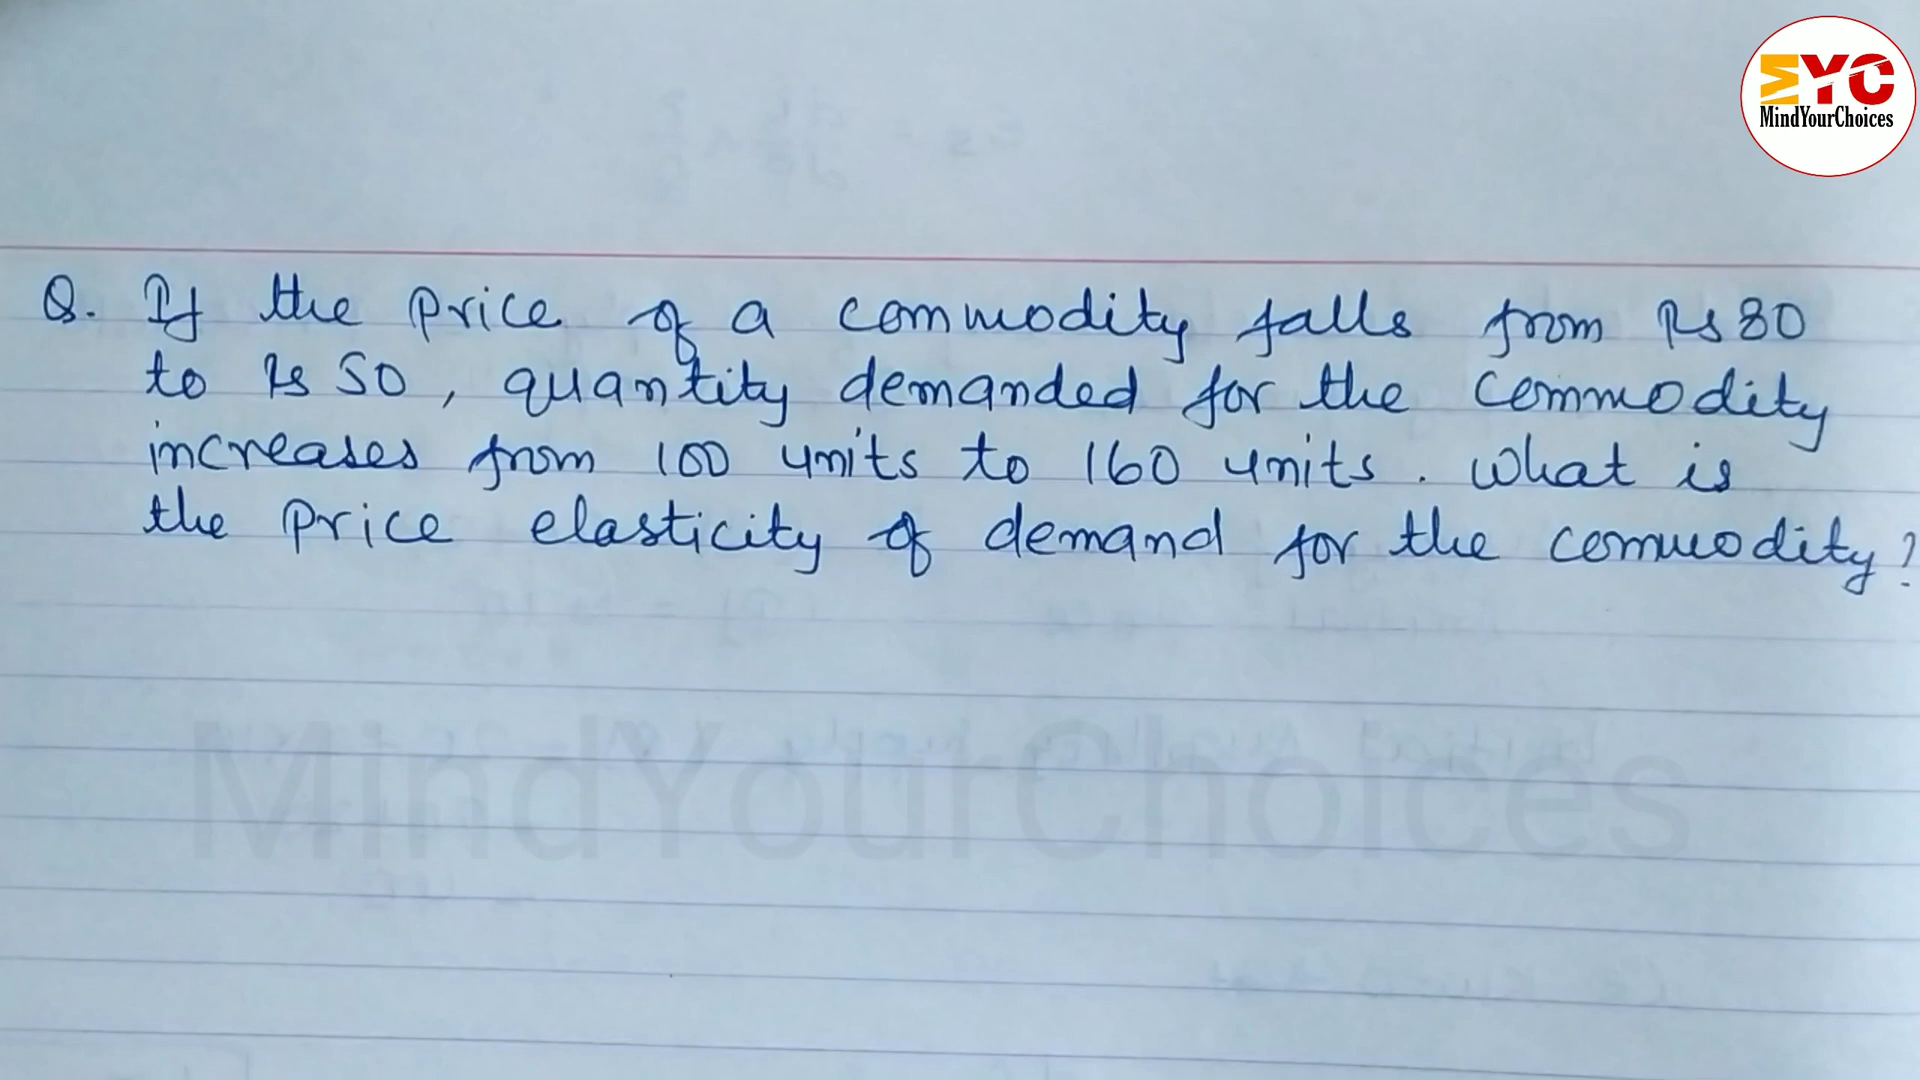 MYC
MindYourChoices
Q. If the price of a commodity falls from Rs 80
to Rs 50, quantity demanded for the commodity
increases from 100 units to 160 units. What is
the price elasticity of demand for the commodity?
MindYourChoices